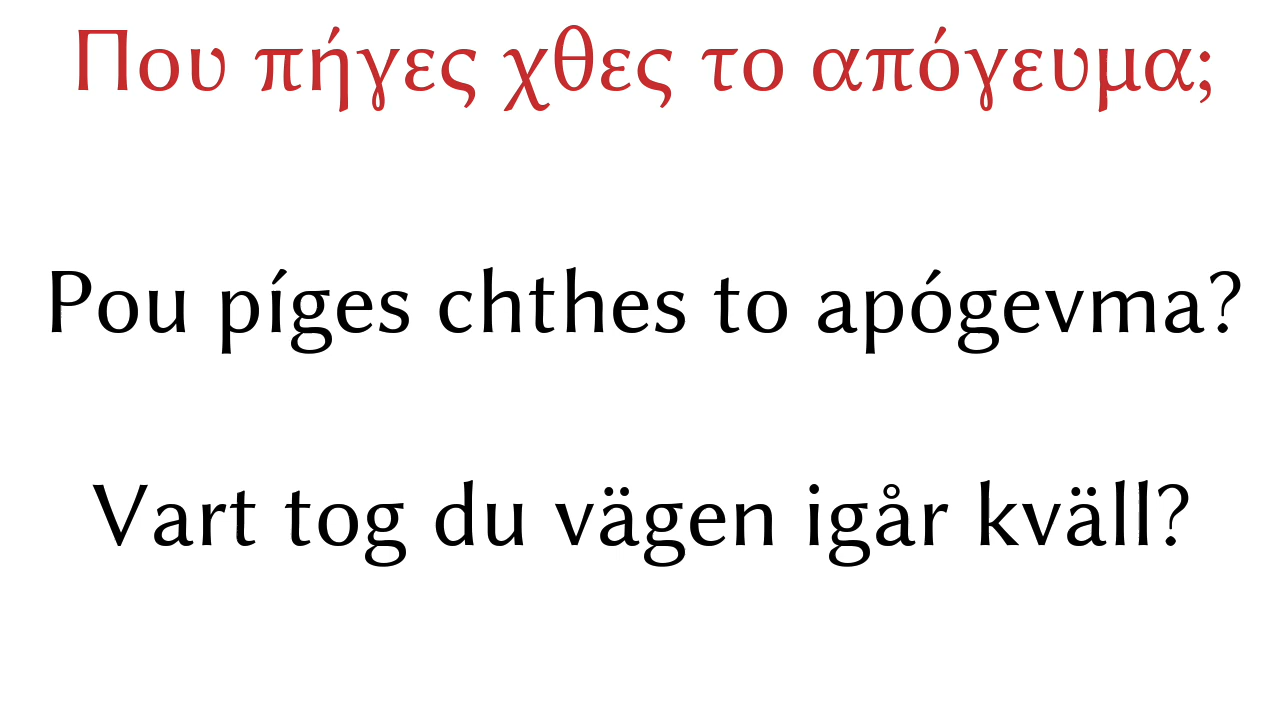 Που πήγες χθες το απόγευμα;
Pou píges chthes to apógevma?
Vart tog du vägen igår kväll?